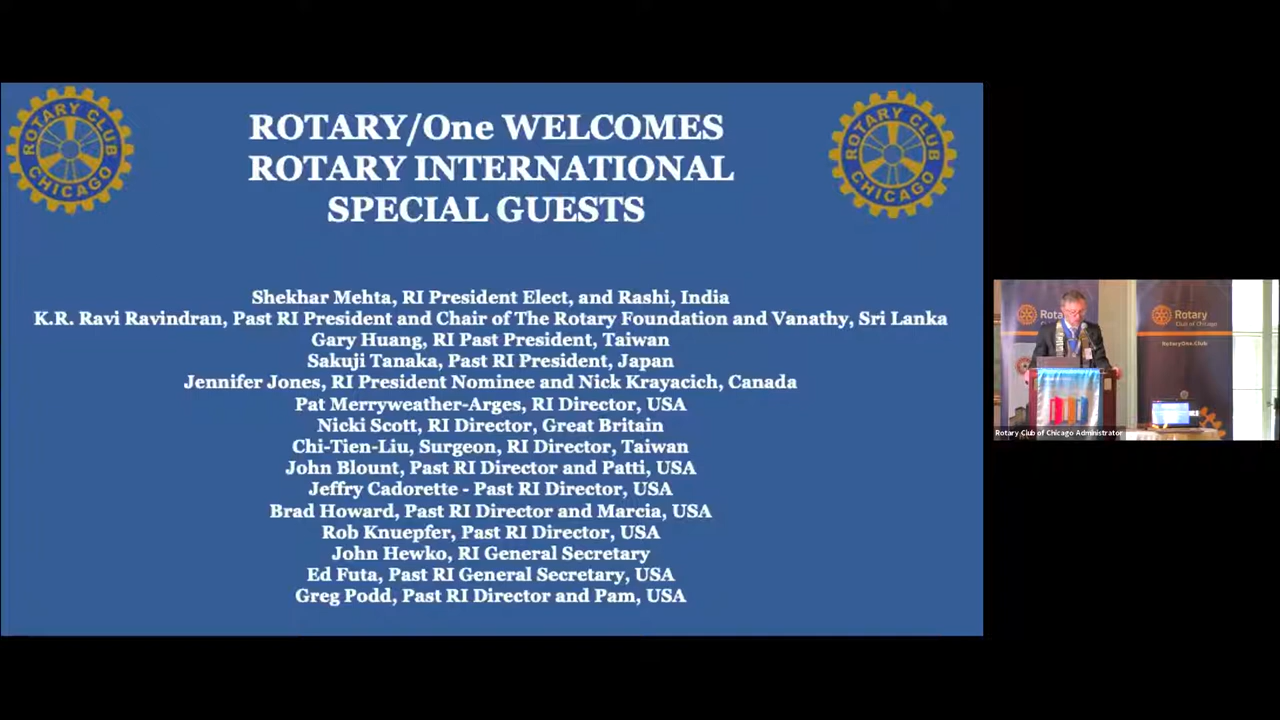 ROTARY CLUB
CHICAGO
ROTARY/One WELCOMES
ROTARY INTERNATIONAL
SPECIAL GUESTS
ROTARY CLUB
CHICAGO
Shekhar Mehta, RI President Elect, and Rashi, India
K.R. Ravi Ravindran, Past RI President and Chair of The Rotary Foundation and Vanathy, Sri Lanka
Gary Huang, RI Past President, Taiwan
Sakuji Tanaka, Past RI President, Japan
Jennifer Jones, RI President Nominee and Nick Krayacich, Canada
Pat Merryweather-Arges, RI Director, USA
Nicki Scott, RI Director, Great Britain
Chi-Tien-Liu, Surgeon, RI Director, Taiwan
John Blount, Past RI Director and Patti, USA
Jeffry Cadorette - Past RI Director, USA
Brad Howard, Past RI Director and Marcia, USA
Rob Knuepfer, Past RI Director, USA
John Hewko, RI General Secretary
Ed Futa, Past RI General Secretary, USA
Greg Podd, Past RI Director and Pam, USA
Rota
Rotary
Club of Chicago
RotaryOne.Club
Rotary Club of Chicago Administrator